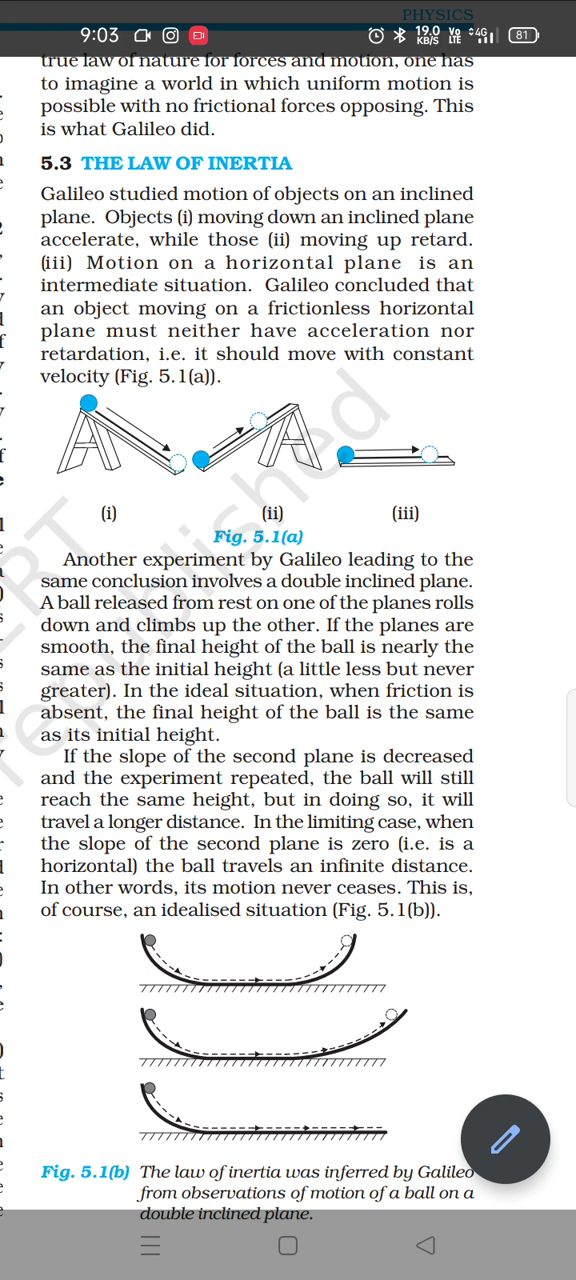 PHYSICS
9:03 19.0 KB/S Vo LTE 4G 81
true law of nature for forces and motion, one has
to imagine a world in which uniform motion is
possible with no frictional forces opposing. This
is what Galileo did.
5.3 THE LAW OF INERTIA
Galileo studied motion of objects on an inclined
plane. Objects (i) moving down an inclined plane
accelerate, while those (ii) moving up retard.
(iii) Motion on a horizontal plane is an
intermediate situation. Galileo concluded that
an object moving on a frictionless horizontal
plane must neither have acceleration nor
retardation, i.e. it should move with constant
velocity (Fig. 5.1(a)).
(i) (ii) (iii)
Fig. 5.1(a)
Another experiment by Galileo leading to the
same conclusion involves a double inclined plane.
A ball released from rest on one of the planes rolls
down and climbs up the other. If the planes are
smooth, the final height of the ball is nearly the
same as the initial height (a little less but never
greater). In the ideal situation, when friction is
absent, the final height of the ball is the same
as its initial height.
If the slope of the second plane is decreased
and the experiment repeated, the ball will still
reach the same height, but in doing so, it will
travel a longer distance. In the limiting case, when
the slope of the second plane is zero (i.e. is a
horizontal) the ball travels an infinite distance.
In other words, its motion never ceases. This is,
of course, an idealised situation (Fig. 5.1(b)).
Fig. 5.1(b) The law of inertia was inferred by Galileo
from observations of motion of a ball on a
double inclined plane.
republished